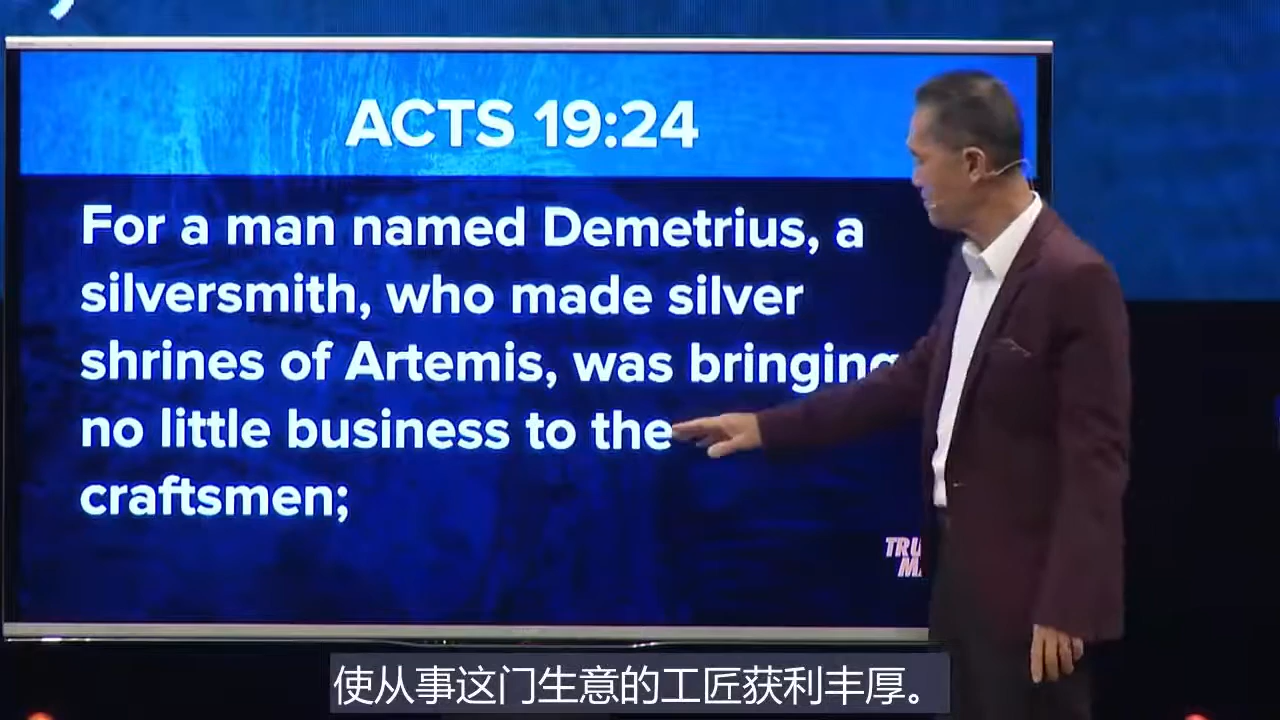 ACTS 19:24
For a man named Demetrius, a
silversmith, who made silver
shrines of Artemis, was bringing
no little business to the
craftsmen;
使从事这门生意的工匠获利丰厚。